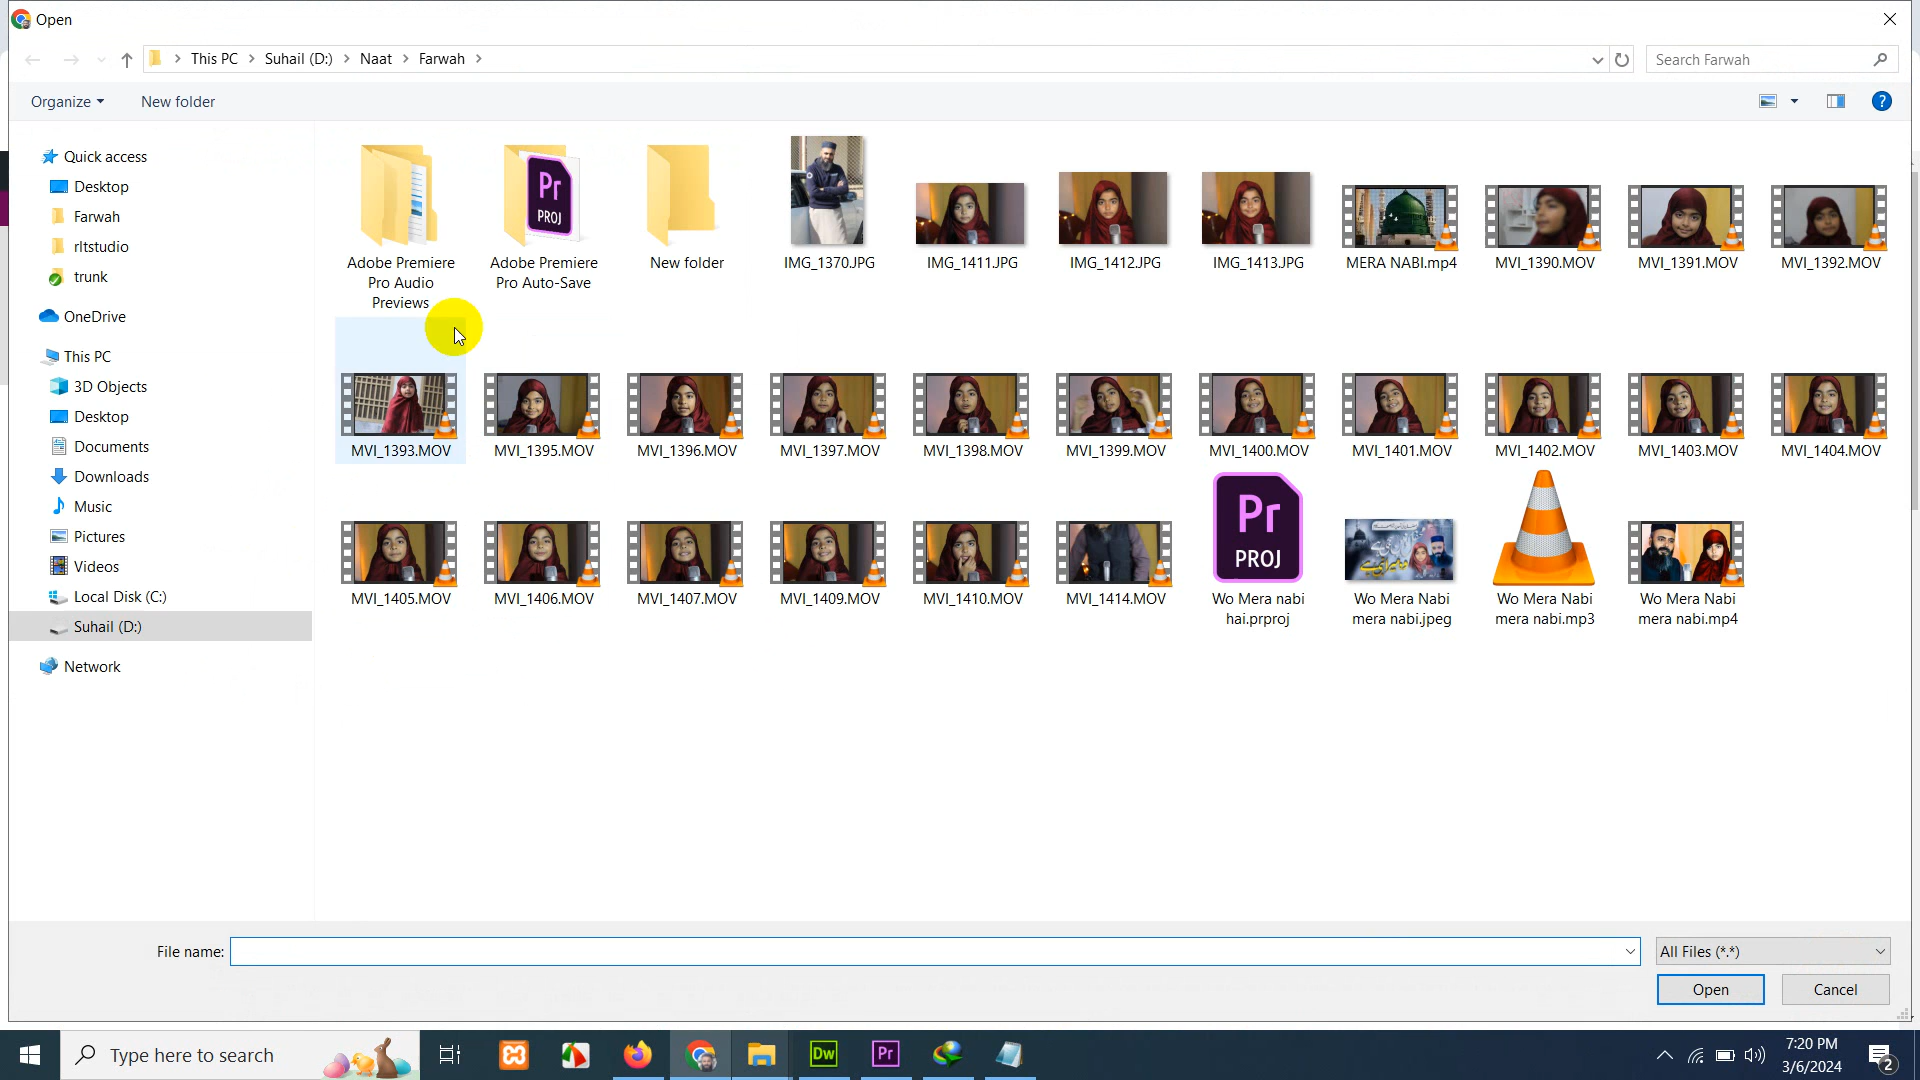 Open
This PC > Suhail (D:) > Naat > Farwah >
Search Farwah
Organize
New folder
Quick access
Desktop
Farwah
rltstudio
trunk
OneDrive
This PC
3D Objects
Desktop
Documents
Downloads
Music
Pictures
Videos
Local Disk (C:)
Suhail (D:)
Network
Pr
PROJ
Adobe Premiere
Pro Audio
Previews
Adobe Premiere
Pro Auto-Save
New folder
IMG_1370.JPG
IMG_1411.JPG
IMG_1412.JPG
IMG_1413.JPG
MERA NABI.mp4
MVI_1390.MOV
MVI_1391.MOV
MVI_1392.MOV
MVI_1393.MOV
MVI_1395.MOV
MVI_1396.MOV
MVI_1397.MOV
MVI_1398.MOV
MVI_1399.MOV
MVI_1400.MOV
MVI_1401.MOV
MVI_1402.MOV
MVI_1403.MOV
MVI_1404.MOV
MVI_1405.MOV
MVI_1406.MOV
MVI_1407.MOV
MVI_1409.MOV
MVI_1410.MOV
MVI_1414.MOV
Pr
PROJ
Wo Mera nabi
hai.prproj
Wo Mera Nabi
mera nabi.jpeg
Wo Mera Nabi
mera nabi.mp3
Wo Mera Nabi
mera nabi.mp4
File name:
All Files (*.*)
Open
Cancel
Type here to search
Dw
Pr
7:20 PM
3/6/2024
2